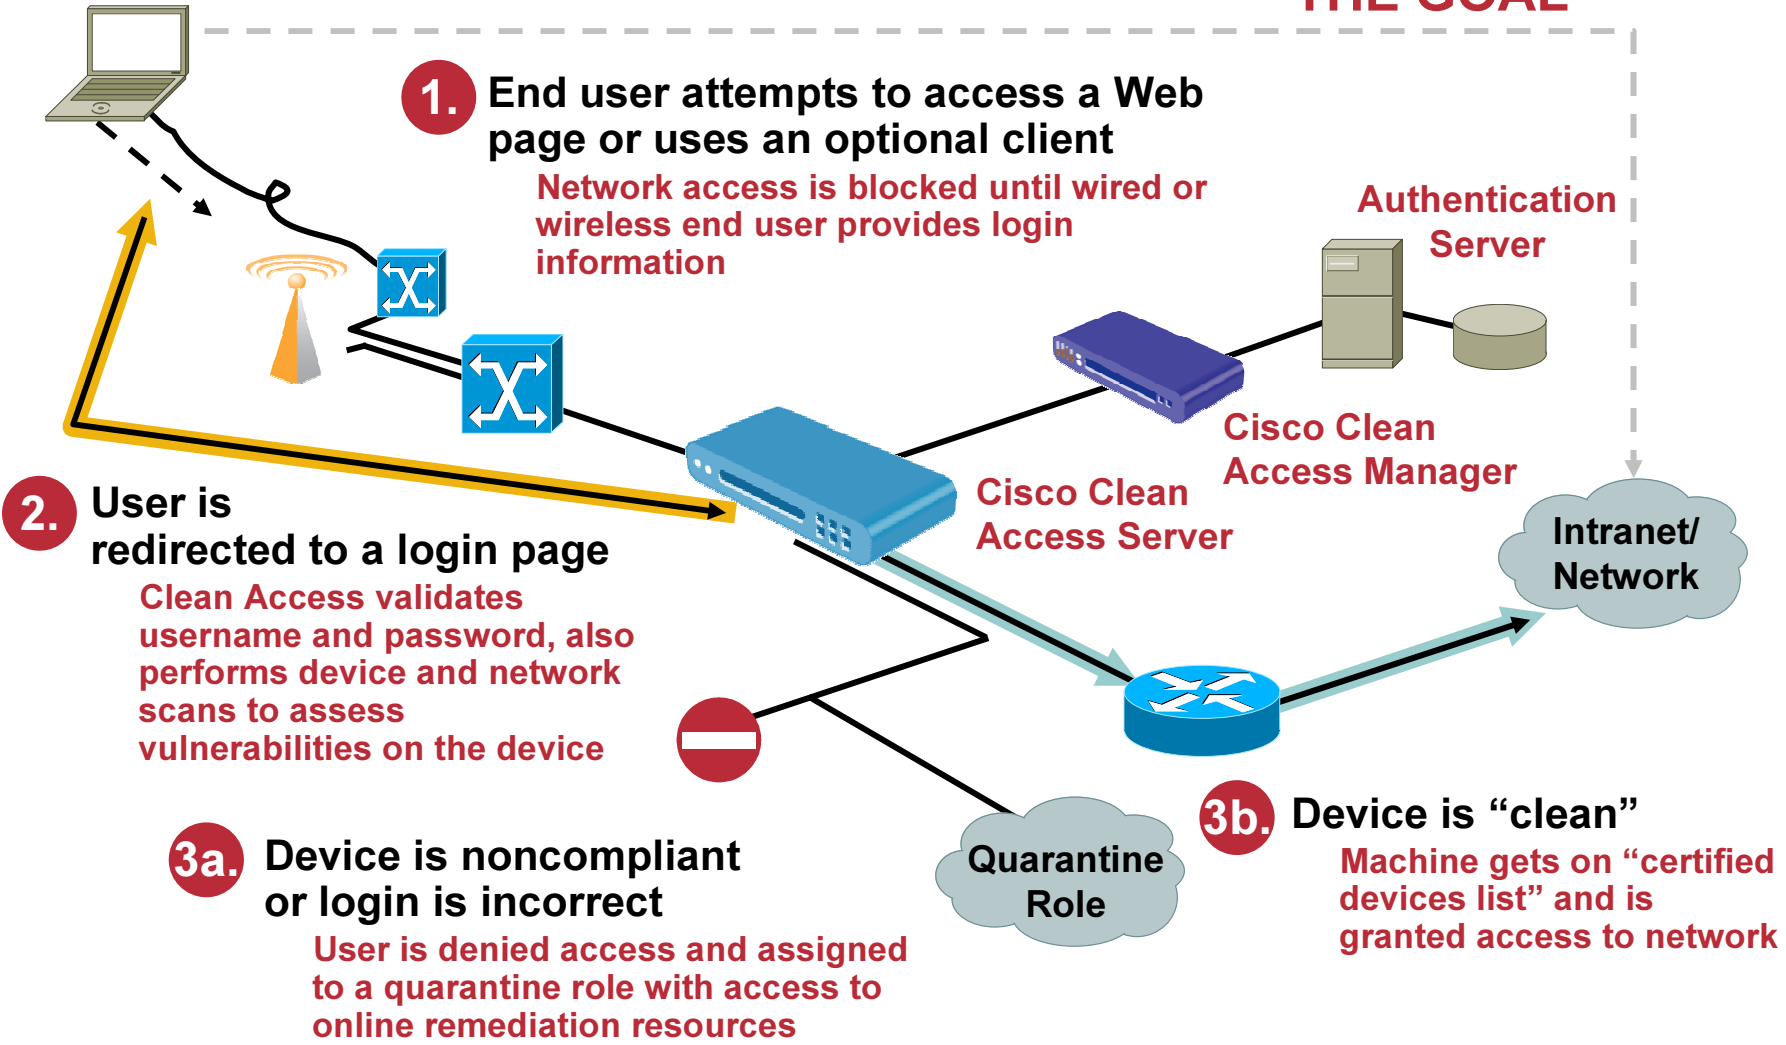 THE GOAL
1. End user attempts to access a Web
page or uses an optional client
Network access is blocked until wired or
wireless end user provides login
information
Authentication
Server
Cisco Clean
Access Manager
Cisco Clean
Access Server
Intranet/
Network
2. User is
redirected to a login page
Clean Access validates
username and password, also
performs device and network
scans to assess
vulnerabilities on the device
3a. Device is noncompliant
or login is incorrect
User is denied access and assigned
to a quarantine role with access to
online remediation resources
Quarantine
Role
3b. Device is “clean”
Machine gets on “certified
devices list” and is
granted access to network